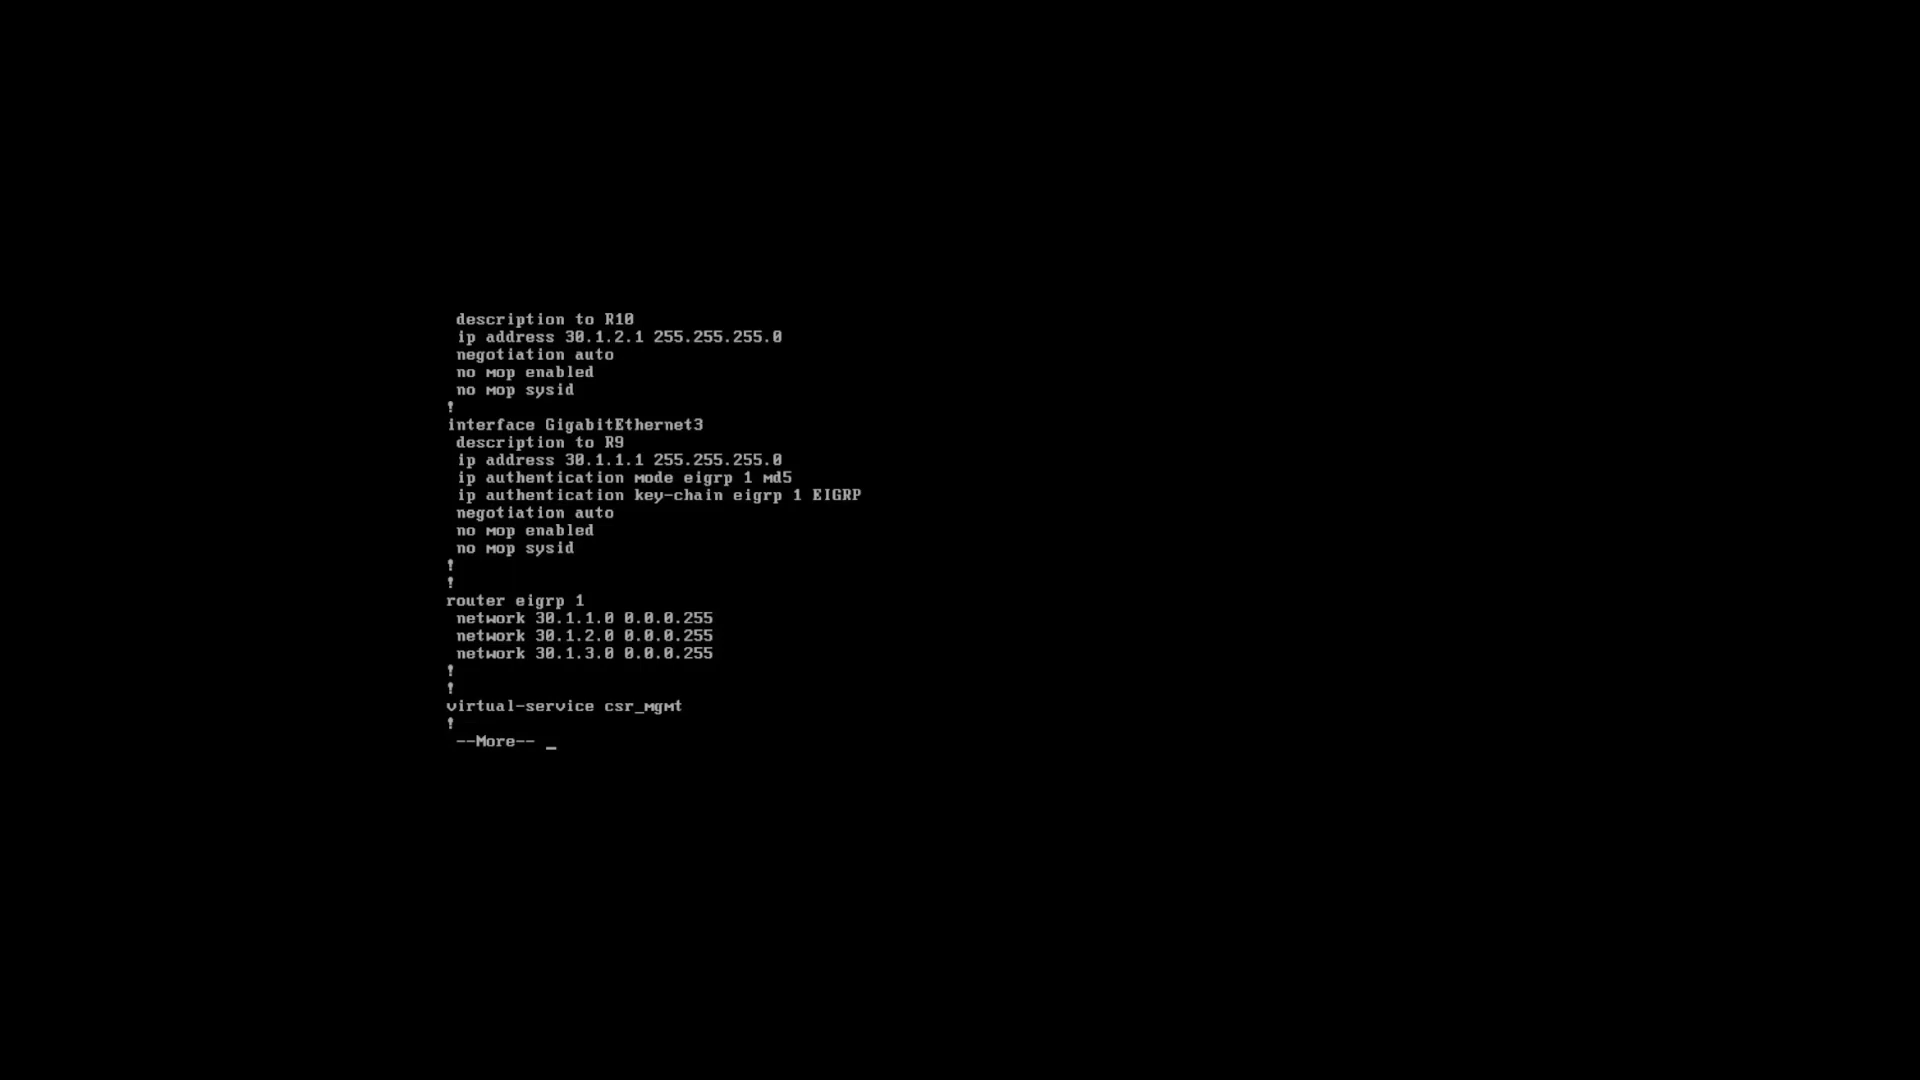 description to R10
ip address 30.1.2.1 255.255.255.0
negotiation auto
no mop enabled
no mop sysid
!
interface GigabitEthernet3
description to R9
ip address 30.1.1.1 255.255.255.0
ip authentication mode eigrp 1 md5
ip authentication key-chain eigrp 1 EIGRP
negotiation auto
no mop enabled
no mop sysid
!
!
router eigrp 1
network 30.1.1.0 0.0.0.255
network 30.1.2.0 0.0.0.255
network 30.1.3.0 0.0.0.255
!
!
virtual-service csr_mgmt
!
--More-- _